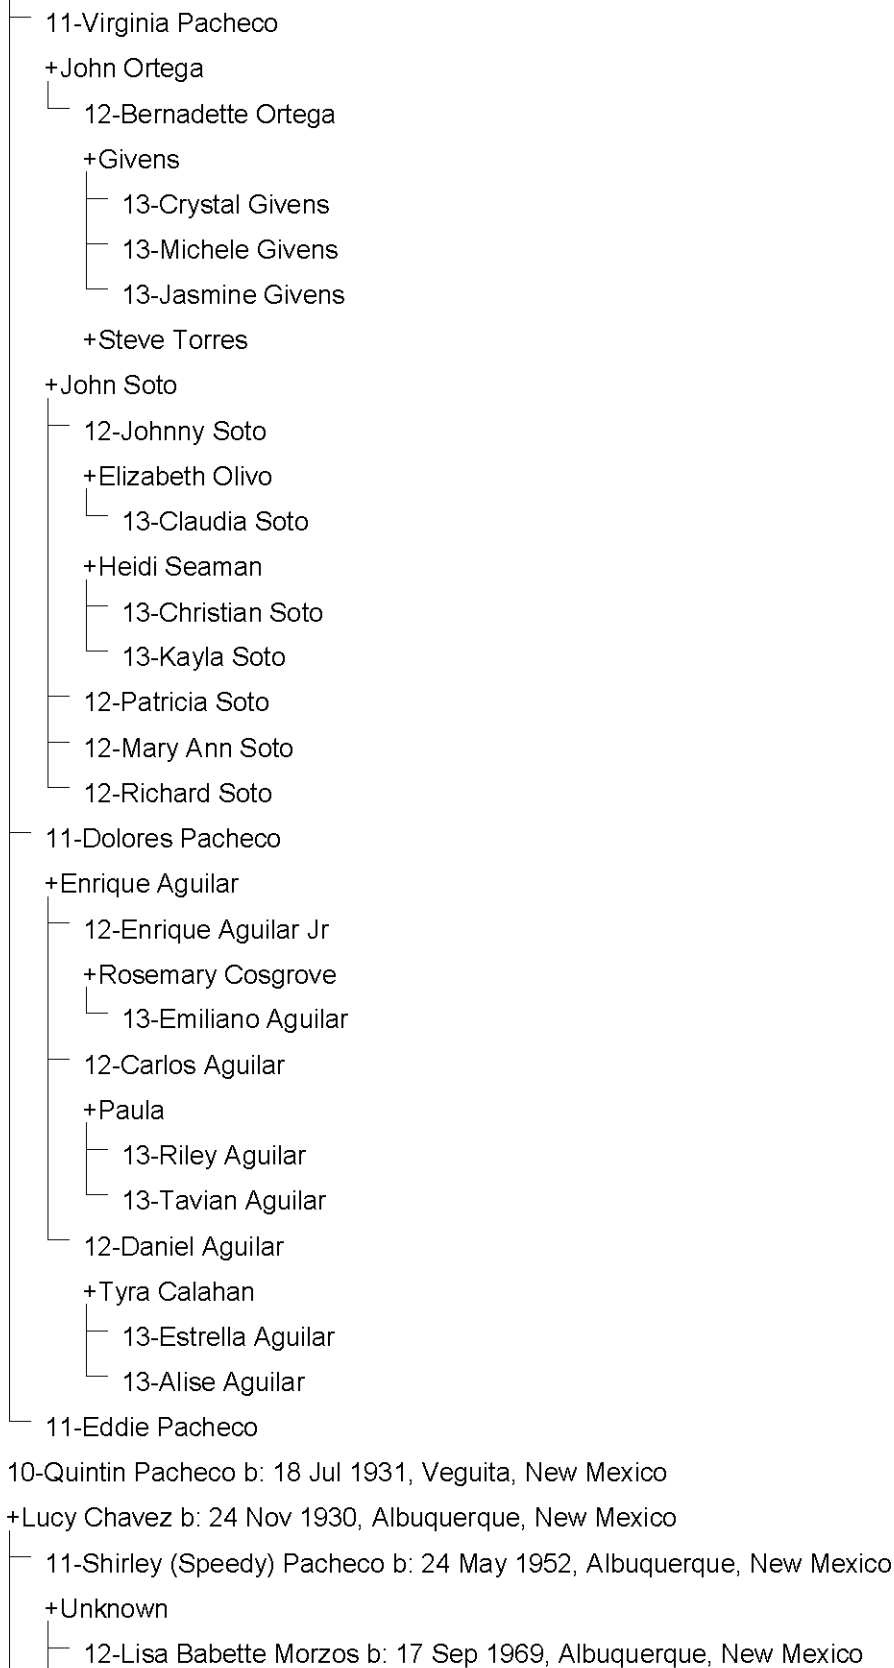 11-Virginia Pacheco
+John Ortega
12-Bernadette Ortega
+Givens
13-Crystal Givens
13-Michele Givens
13-Jasmine Givens
+Steve Torres
+John Soto
12-Johnny Soto
+Elizabeth Olivo
13-Claudia Soto
+Heidi Seaman
13-Christian Soto
13-Kayla Soto
12-Patricia Soto
12-Mary Ann Soto
12-Richard Soto
11-Dolores Pacheco
+Enrique Aguilar
12-Enrique Aguilar Jr
+Rosemary Cosgrove
13-Emiliano Aguilar
12-Carlos Aguilar
+Paula
13-Riley Aguilar
13-Tavian Aguilar
12-Daniel Aguilar
+Tyra Calahan
13-Estrella Aguilar
13-Alise Aguilar
11-Eddie Pacheco
10-Quintin Pacheco b: 18 Jul 1931, Veguita, New Mexico
+Lucy Chavez b: 24 Nov 1930, Albuquerque, New Mexico
11-Shirley (Speedy) Pacheco b: 24 May 1952, Albuquerque, New Mexico
+Unknown
12-Lisa Babette Morzos b: 17 Sep 1969, Albuquerque, New Mexico